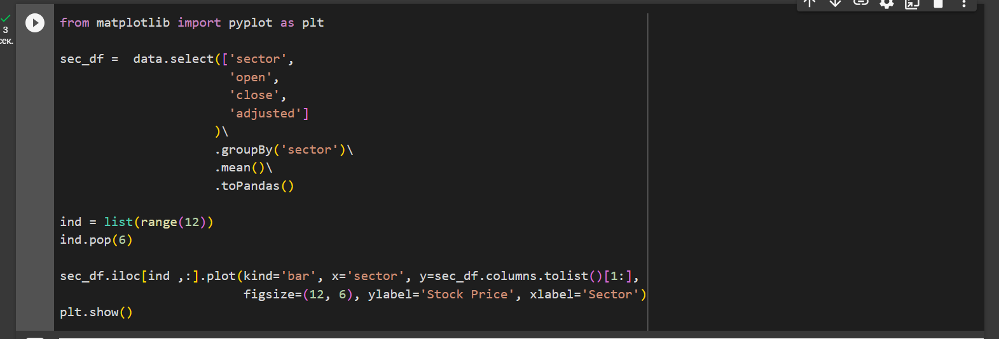 3
сек.
from matplotlib import pyplot as plt
sec_df =  data.select(['sector',
'open',
'close',
'adjusted']
)\
.groupBy('sector')\
.mean()\
.toPandas()
ind = list(range(12))
ind.pop(6)
sec_df.iloc[ind ,:].plot(kind='bar', x='sector', y=sec_df.columns.tolist()[1:],
figsize=(12, 6), ylabel='Stock Price', xlabel='Sector')
plt.show()